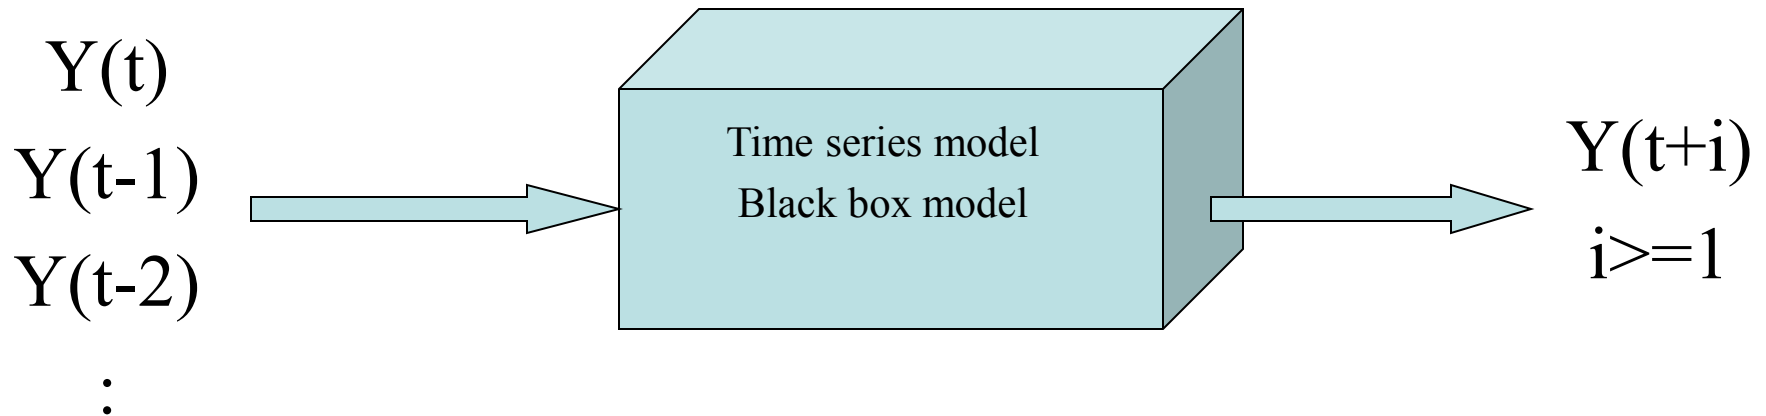 Y(t)
Y(t-1)
Y(t-2)
:
Time series model
Black box model
Y(t+i)
i>=1